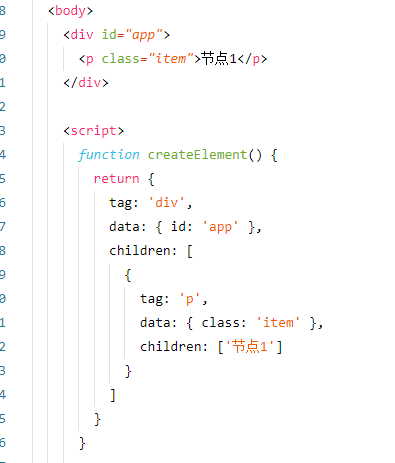 8 <body>
9 <div id="app">
0 <p class="item">节点1</p>
1 </div>
2
3 <script>
4 function createElement() {
5 return {
6 tag: 'div',
7 data: { id: 'app' },
8 children: [
9 {
0 tag: 'p',
1 data: { class: 'item' },
2 children: ['节点1']
3 }
4 ]
5 }
6 }